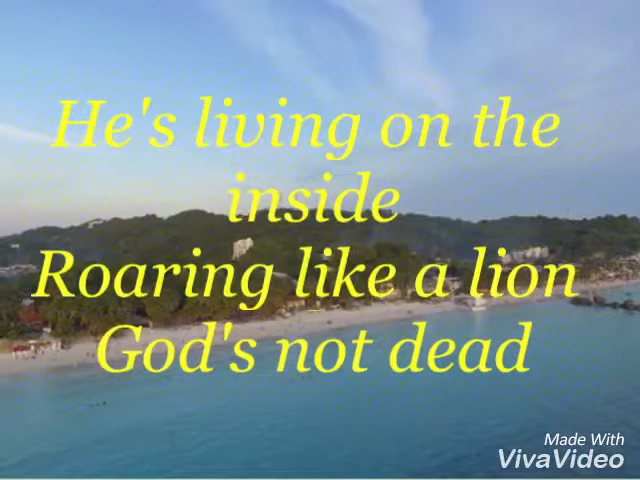 He's living on the
inside
Roaring like a lion
God's not dead
Made With
VivaVideo